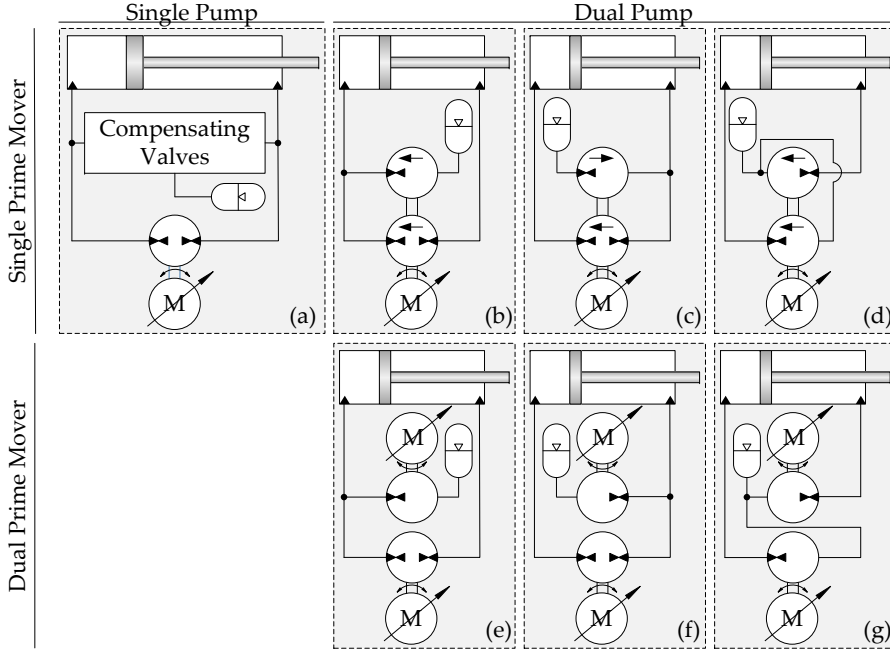 Single Pump
Dual Pump
Single Prime Mover
Compensating
Valves
M
(a)
M
(b)
M
(c)
M
(d)
Dual Prime Mover
M
M
(e)
M
M
(f)
M
M
(g)